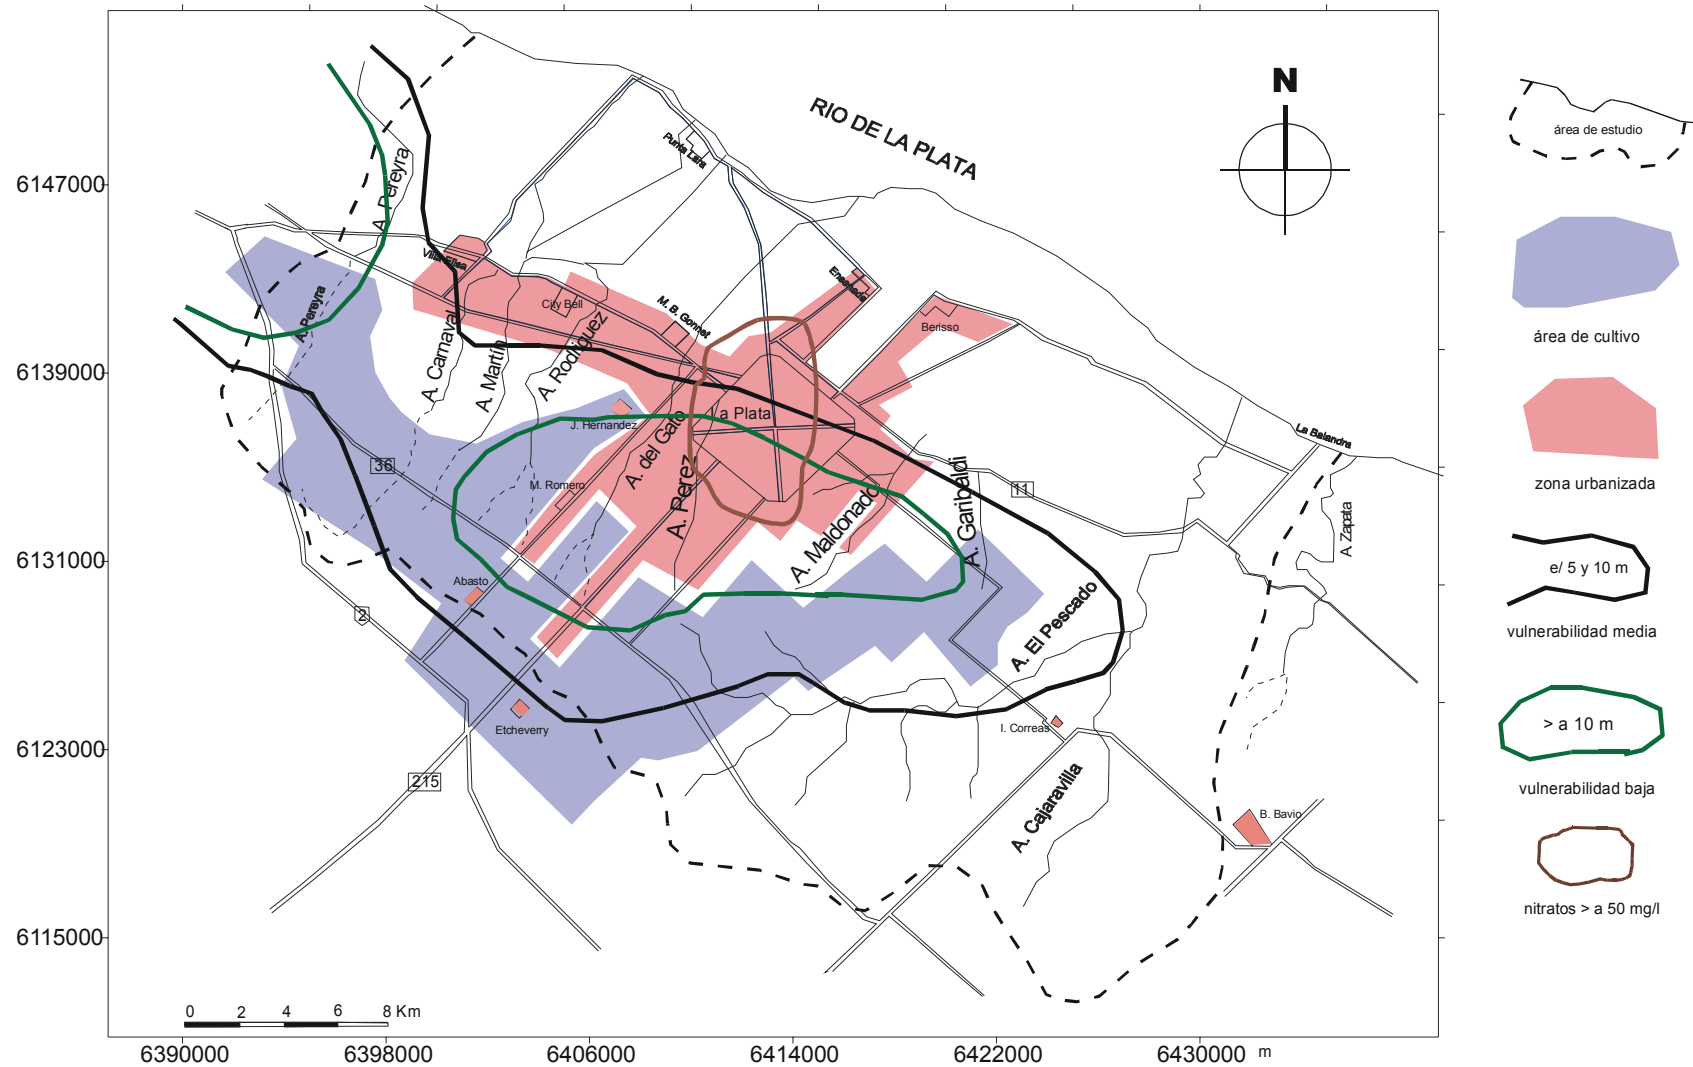 RIO DE LA PLATA
N
Punta Lara
6147000
A. Pereyra
Villa Elisa
Ensenada
City Bell
M. B. Gonnet
Berisso
A. Pereyra
A. Carnaval
A. Martín
A. Rodríguez
6139000
La Plata
J. Hernandez
A. del Gato
La Balandra
36
M. Romero
A. Perez
A. Maldonado
A. Garibaldi
11
A. Zapata
6131000
Abasto
2
A. El Pescado
Etcheverry
I. Correas
6123000
215
A. Cajaravilla
B. Bavio
6115000
0 2 4 6 8 Km
6390000 6398000 6406000 6414000 6422000 6430000 m
área de estudio
área de cultivo
zona urbanizada
e/ 5 y 10 m
vulnerabilidad media
> a 10 m
vulnerabilidad baja
nitratos > a 50 mg/l